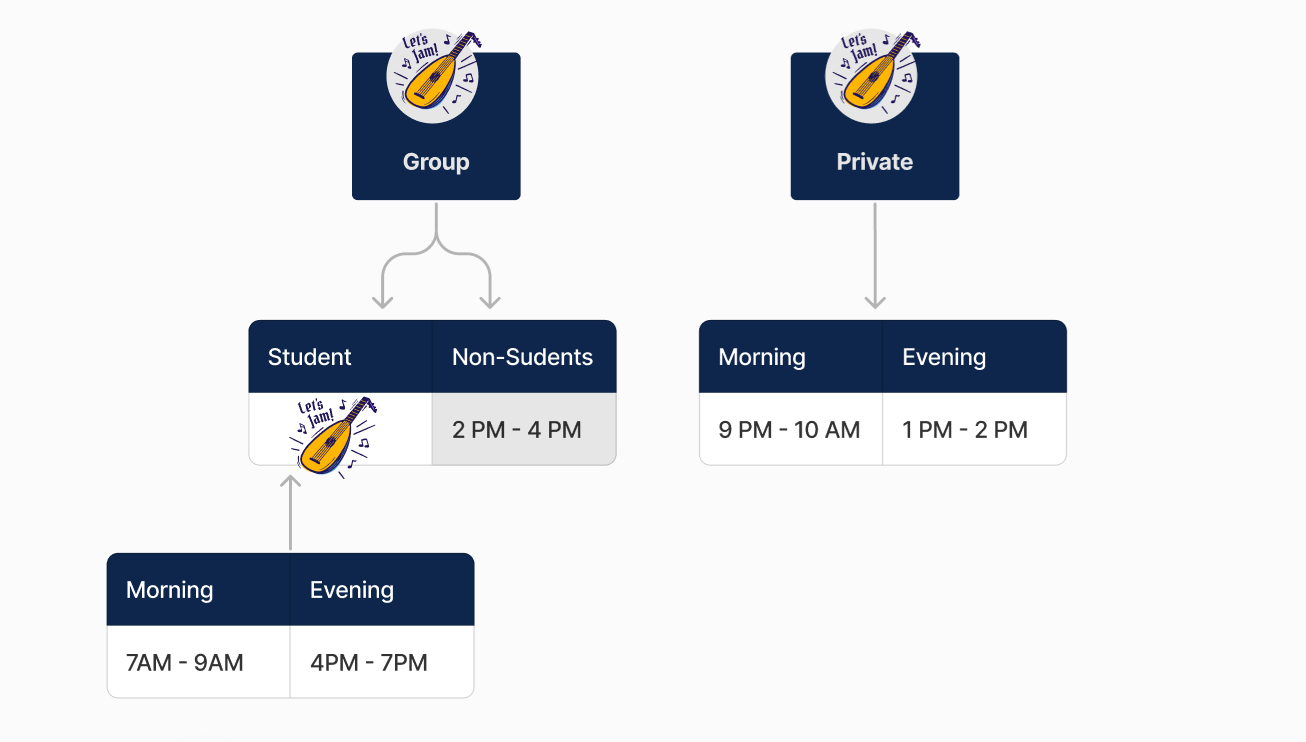 Let's
Jam!
Group
Let's
Jam!
Private
Student
Non-Sudents
Let's
Jam!
2 PM - 4 PM
Morning
Evening
9 PM - 10 AM
1 PM - 2 PM
Morning
Evening
7AM - 9AM
4PM - 7PM